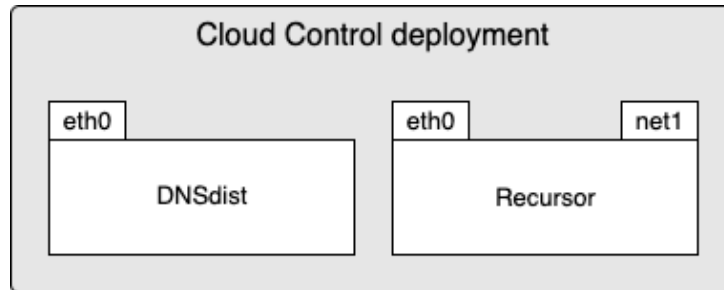 Cloud Control deployment
eth0
eth0
net1
DNSdist
Recursor